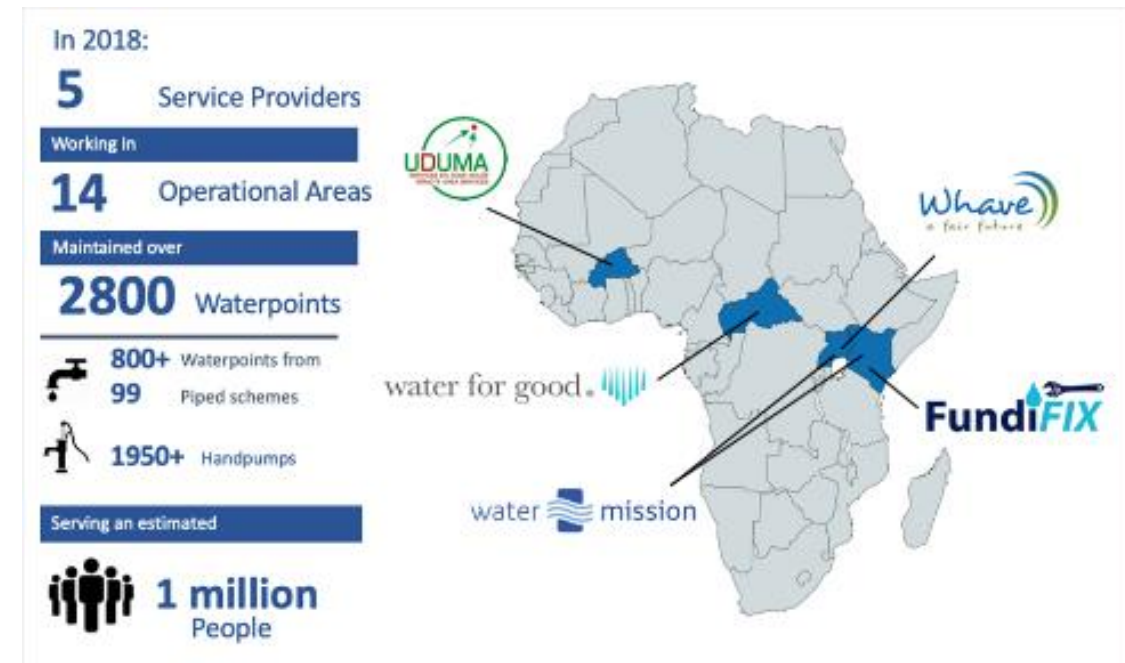 In 2018:
5 Service Providers
Working in
14 Operational Areas
Maintained over
2800 Waterpoints
800+ Waterpoints from
99 Piped schemes
1950+ Handpumps
Serving an estimated
1 million
People
UDUMA
Whave
a fair future
water for good.
FundiFIX
water mission